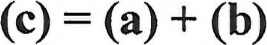 (c) = (a) + (b)